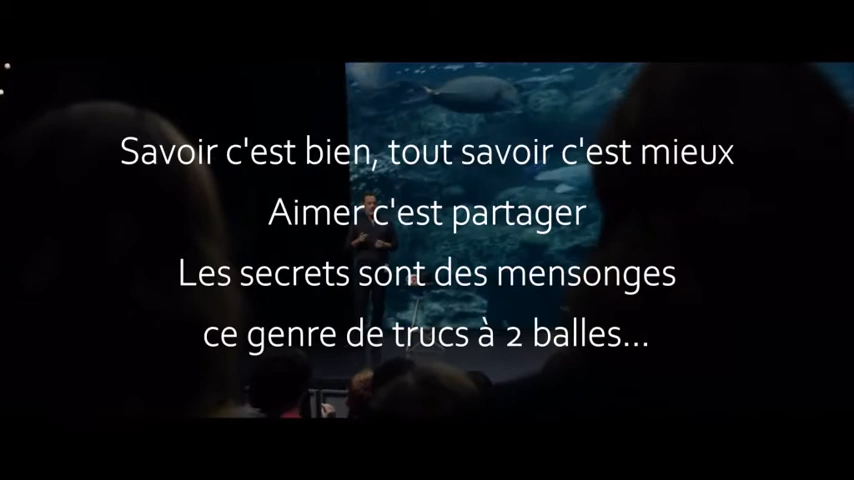 Savoir c'est bien, tout savoir c'est mieux
Aimer c'est partager
Les secrets sont des mensonges
ce genre de trucs à 2 balles...